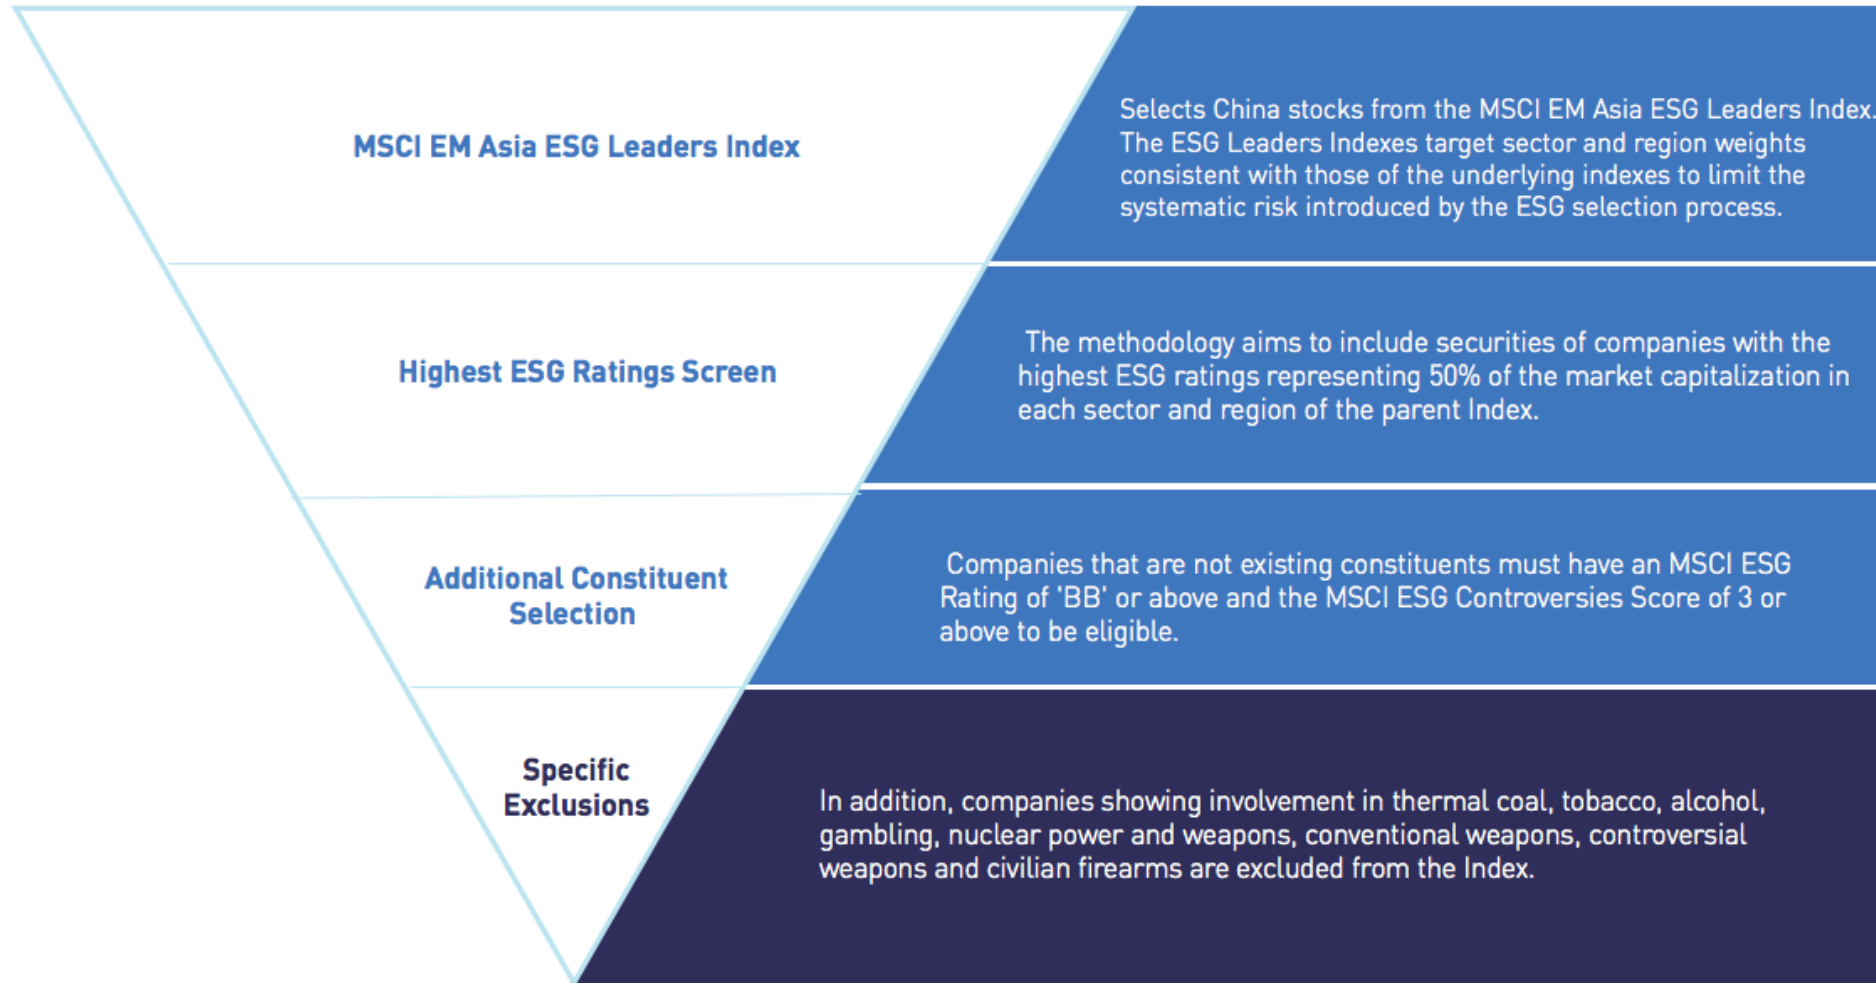 MSCI EM Asia ESG Leaders Index
Selects China stocks from the MSCI EM Asia ESG Leaders Index.
The ESG Leaders Indexes target sector and region weights
consistent with those of the underlying indexes to limit the
systematic risk introduced by the ESG selection process.
Highest ESG Ratings Screen
The methodology aims to include securities of companies with the
highest ESG ratings representing 50% of the market capitalization in
each sector and region of the parent Index.
Additional Constituent
Selection
Companies that are not existing constituents must have an MSCI ESG
Rating of 'BB' or above and the MSCI ESG Controversies Score of 3 or
above to be eligible.
Specific
Exclusions
In addition, companies showing involvement in thermal coal, tobacco, alcohol,
gambling, nuclear power and weapons, conventional weapons, controversial
weapons and civilian firearms are excluded from the Index.